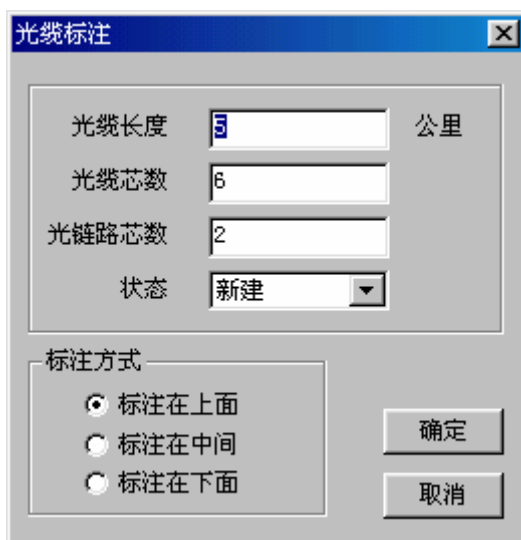 光缆标注
光缆长度 5 公里
光缆芯数 6
光链路芯数 2
状态 新建
标注方式
标注在上面
标注在中间
标注在下面
确定
取消